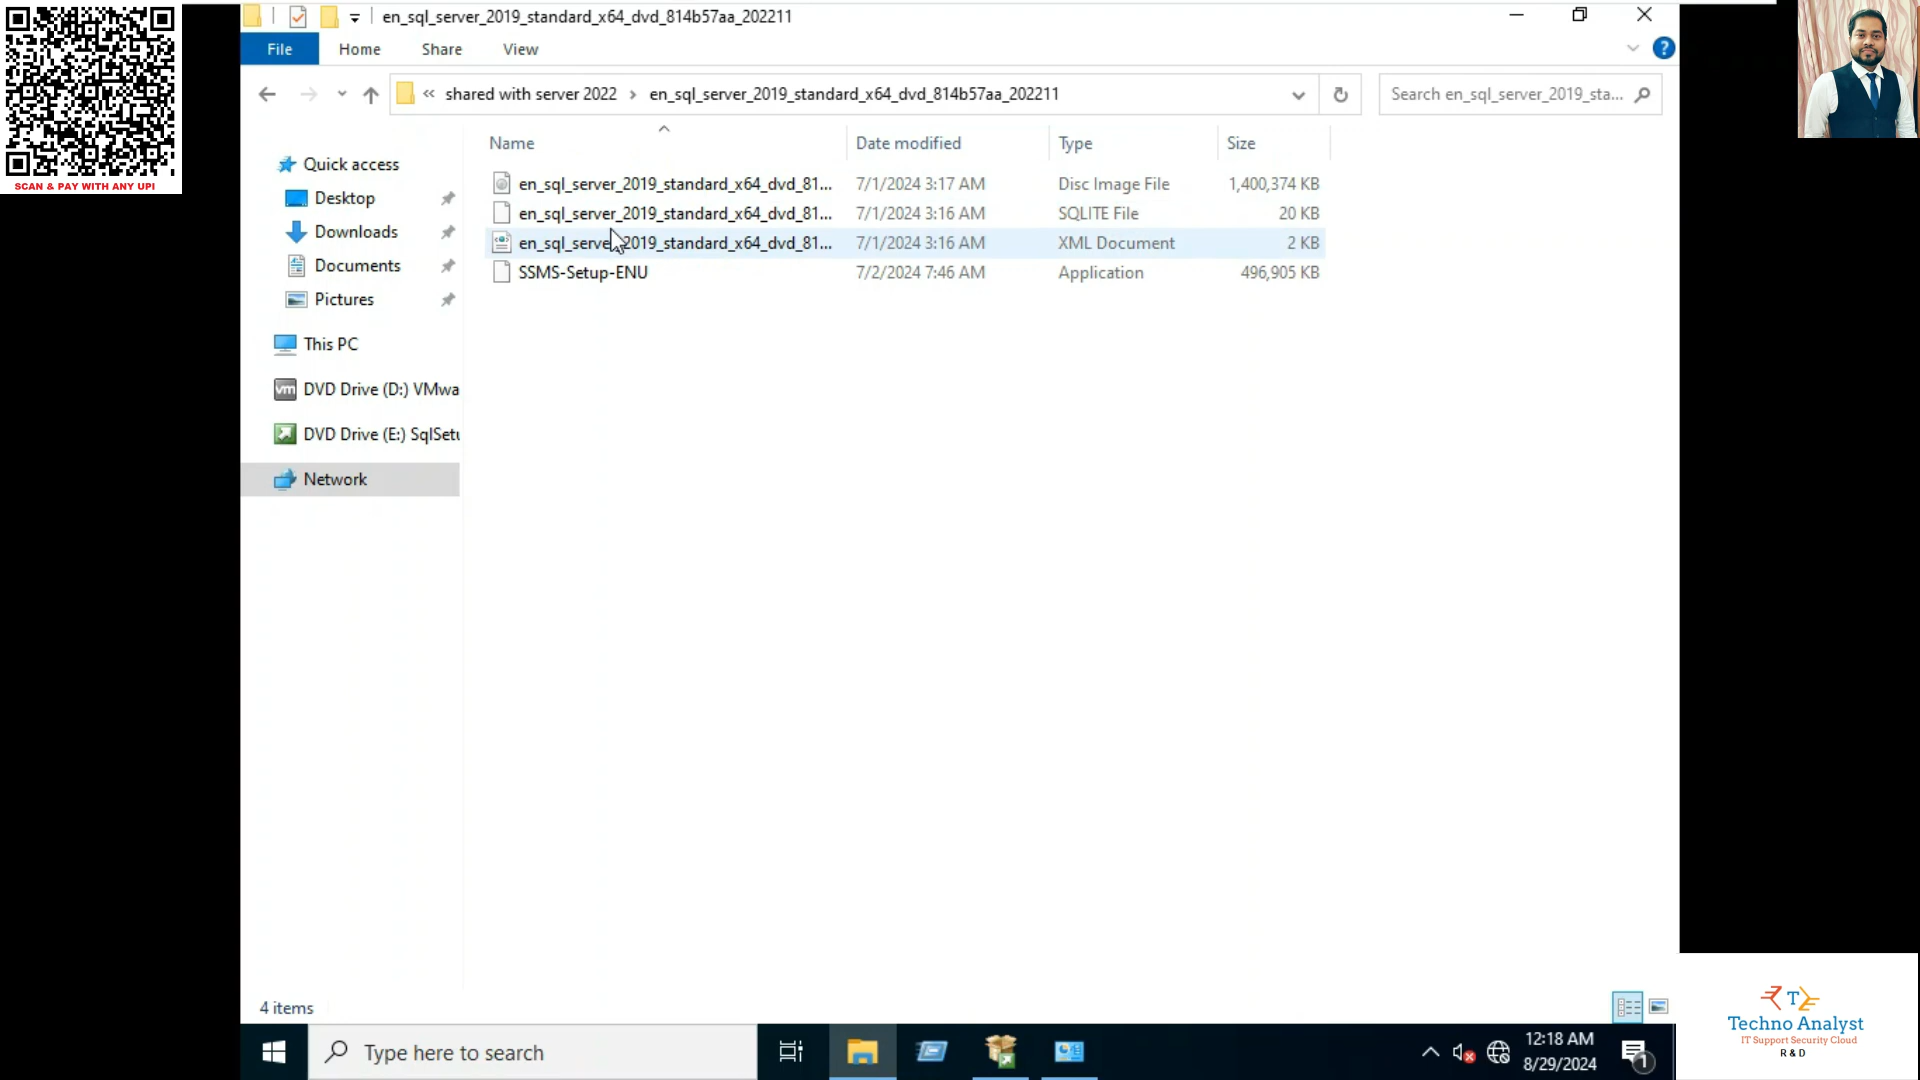 SCAN & PAY WITH ANY UPI
en_sql_server_2019_standard_x64_dvd_814b57aa_202211
File Home Share View
« shared with server 2022 › en_sql_server_2019_standard_x64_dvd_814b57aa_202211
Search en_sql_server_2019_sta...
Name Date modified Type Size
en_sql_server_2019_standard_x64_dvd_81... 7/1/2024 3:17 AM Disc Image File 1,400,374 KB
en_sql_server_2019_standard_x64_dvd_81... 7/1/2024 3:16 AM SQLITE File 20 KB
en_sql_server_2019_standard_x64_dvd_81... 7/1/2024 3:16 AM XML Document 2 KB
SSMS-Setup-ENU 7/2/2024 7:46 AM Application 496,905 KB
Quick access
Desktop
Downloads
Documents
Pictures
This PC
vm DVD Drive (D:) VMwa
DVD Drive (E:) SqlSetu
Network
4 items
Type here to search
12:18 AM
8/29/2024
1
T
Techno Analyst
IT Support Security Cloud
R & D